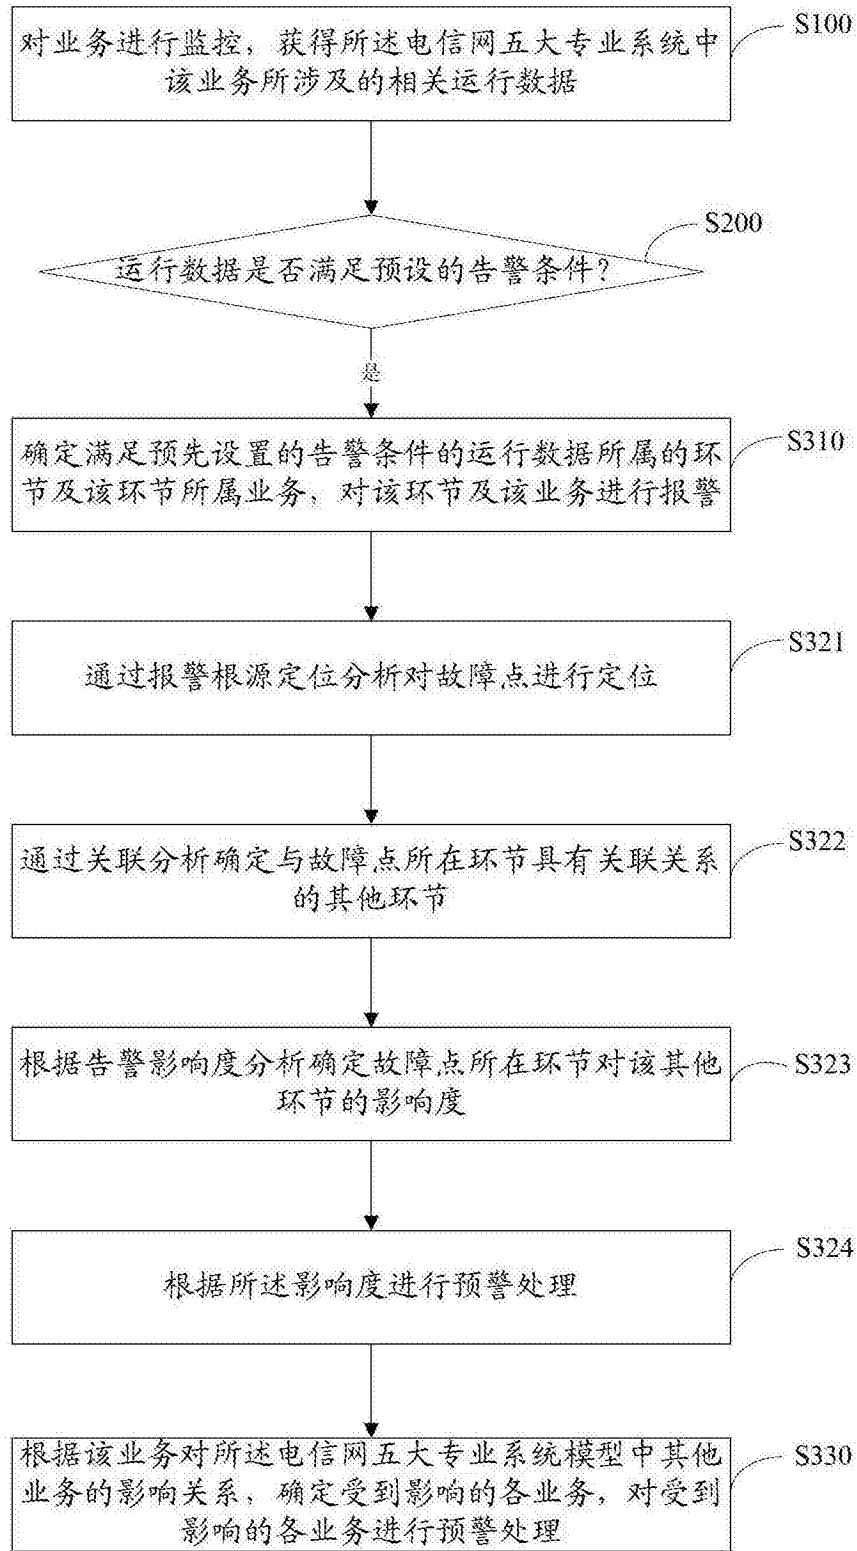 对业务进行监控，获得所述电信网五大专业系统中
该业务所涉及的相关运行数据
S100
运行数据是否满足预设的告警条件？
S200
是
确定满足预先设置的告警条件的运行数据所属的环
节及该环节所属业务，对该环节及该业务进行报警
S310
通过报警根源定位分析对故障点进行定位
S321
通过关联分析确定与故障点所在环节具有关联关系
的其他环节
S322
根据告警影响度分析确定故障点所在环节对该其他
环节的影响度
S323
根据所述影响度进行预警处理
S324
根据该业务对所述电信网五大专业系统模型中其他
业务的影响关系，确定受到影响的各业务，对受到
影响的各业务进行预警处理
S330